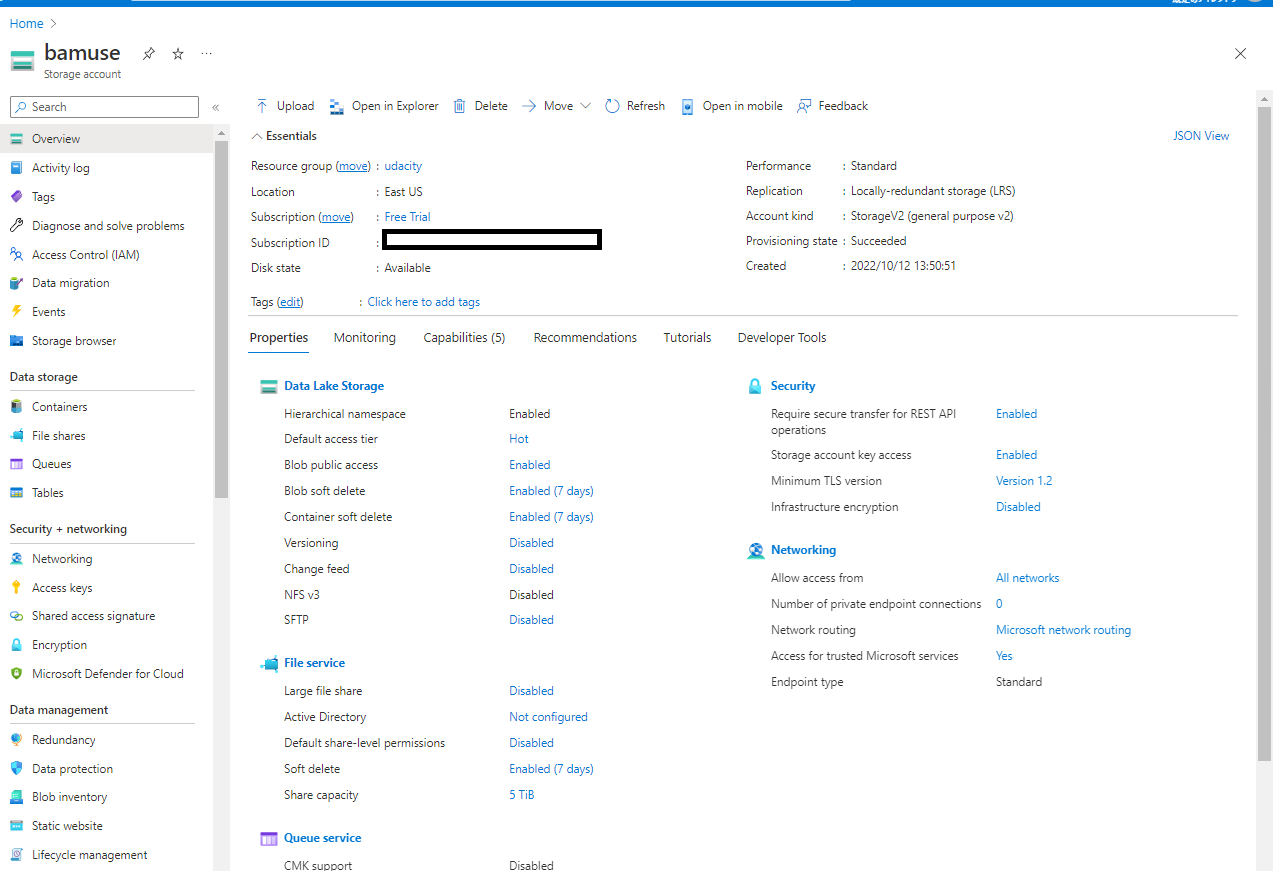 Home
bamuse
Storage account
Search
Overview
Activity log
Tags
Diagnose and solve problems
Access Control (IAM)
Data migration
Events
Storage browser
Data storage
Containers
File shares
Queues
Tables
Security + networking
Networking
Access keys
Shared access signature
Encryption
Microsoft Defender for Cloud
Data management
Redundancy
Data protection
Blob inventory
Static website
Lifecycle management
Upload Open in Explorer Delete Move Refresh Open in mobile Feedback
Essentials JSON View
Resource group (move) : udacity
Location : East US
Subscription (move) : Free Trial
Subscription ID :
Disk state : Available
Performance : Standard
Replication : Locally-redundant storage (LRS)
Account kind : StorageV2 (general purpose v2)
Provisioning state : Succeeded
Created : 2022/10/12 13:50:51
Tags (edit) : Click here to add tags
Properties Monitoring Capabilities (5) Recommendations Tutorials Developer Tools
Data Lake Storage
Hierarchical namespace Enabled
Default access tier Hot
Blob public access Enabled
Blob soft delete Enabled (7 days)
Container soft delete Enabled (7 days)
Versioning Disabled
Change feed Disabled
NFS v3 Disabled
SFTP Disabled
File service
Large file share Disabled
Active Directory Not configured
Default share-level permissions Disabled
Soft delete Enabled (7 days)
Share capacity 5 TiB
Queue service
CMK support Disabled
Security
Require secure transfer for REST API Enabled
operations
Storage account key access Enabled
Minimum TLS version Version 1.2
Infrastructure encryption Disabled
Networking
Allow access from All networks
Number of private endpoint connections 0
Network routing Microsoft network routing
Access for trusted Microsoft services Yes
Endpoint type Standard